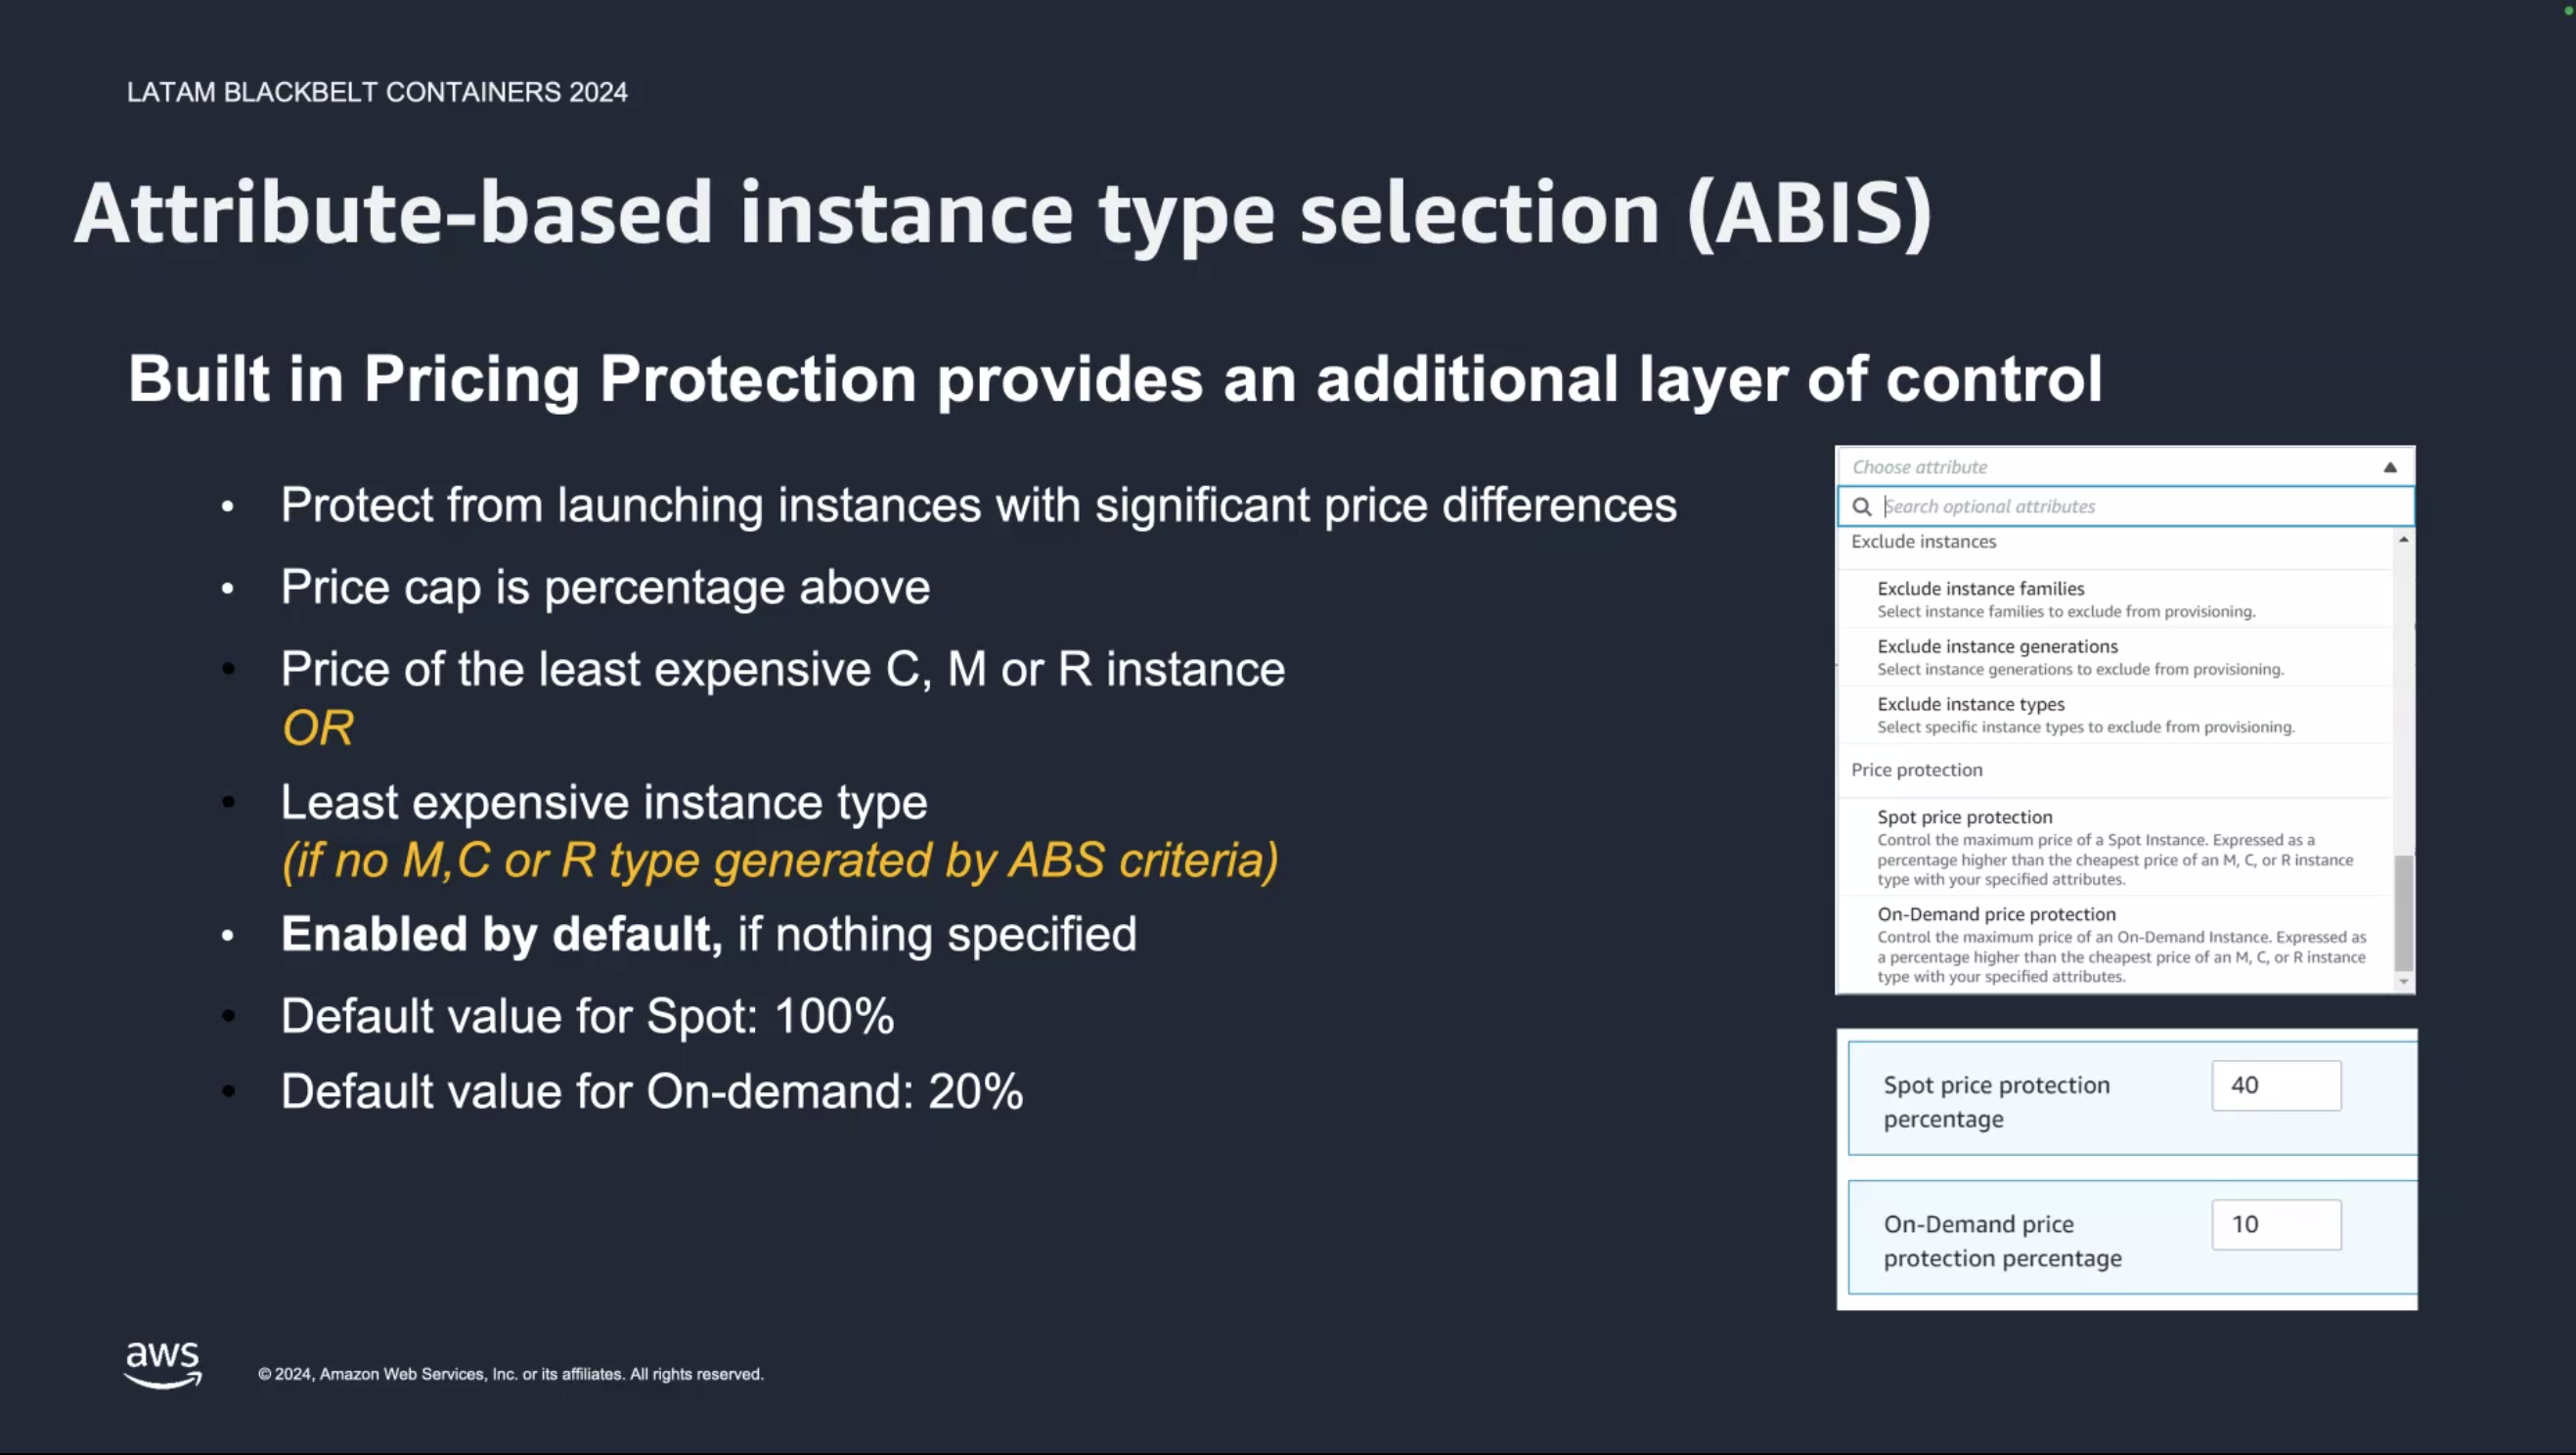 LATAM BLACKBELT CONTAINERS 2024
Attribute-based instance type selection (ABIS)
Built in Pricing Protection provides an additional layer of control
• Protect from launching instances with significant price differences
• Price cap is percentage above
• Price of the least expensive C, M or R instance
OR
• Least expensive instance type
(if no M,C or R type generated by ABS criteria)
• Enabled by default, if nothing specified
• Default value for Spot: 100%
• Default value for On-demand: 20%
Choose attribute
Search optional attributes
Exclude instances
Exclude instance families
Select instance families to exclude from provisioning.
Exclude instance generations
Select instance generations to exclude from provisioning.
Exclude instance types
Select specific instance types to exclude from provisioning.
Price protection
Spot price protection
Control the maximum price of a Spot Instance. Expressed as a
percentage higher than the cheapest price of an M, C, or R instance
type with your specified attributes.
On-Demand price protection
Control the maximum price of an On-Demand Instance. Expressed as
a percentage higher than the cheapest price of an M, C, or R instance
type with your specified attributes.
Spot price protection
percentage
40
On-Demand price
protection percentage
10
aws
© 2024, Amazon Web Services, Inc. or its affiliates. All rights reserved.